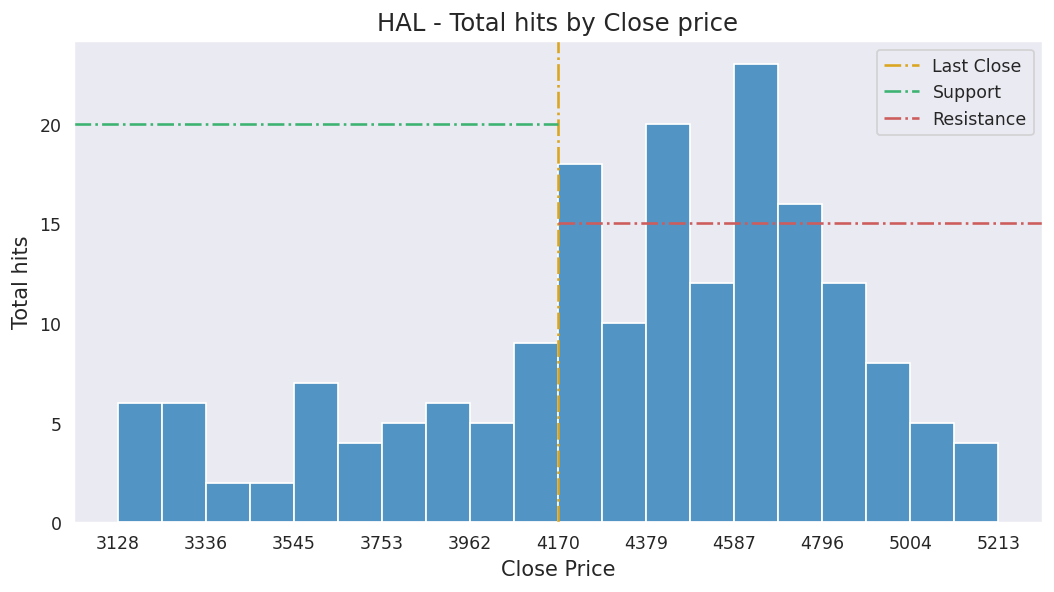 HAL - Total hits by Close price
Last Close
Support
Resistance
Total hits
20
15
10
5
0
3128 3336 3545 3753 3962 4170 4379 4587 4796 5004 5213
Close Price